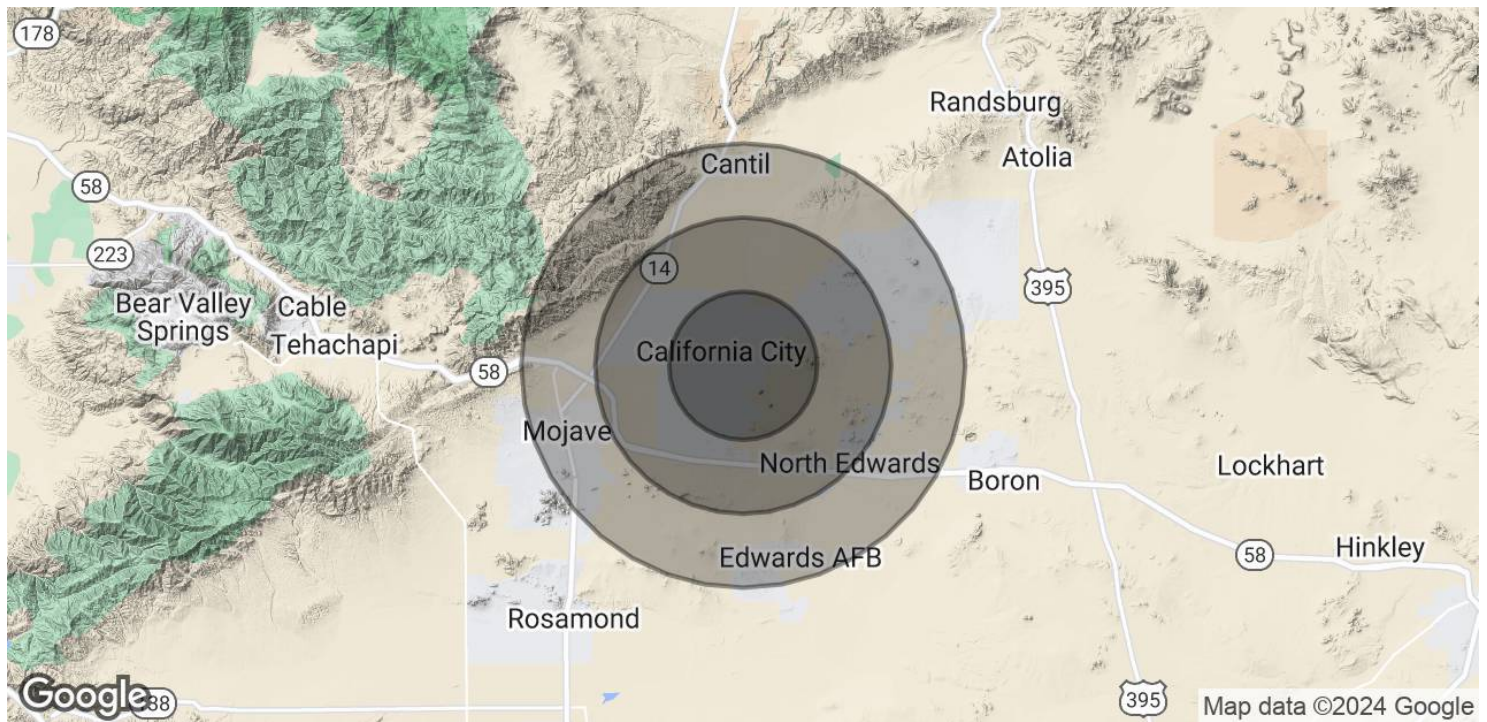 178
Randsburg
Atolia
Cantil
58
223
14
395
Bear Valley
Springs
Cable
Tehachapi
California City
58
Mojave
North Edwards
Boron
Lockhart
58
Hinkley
Edwards AFB
Rosamond
Google
395
Map data ©2024 Google